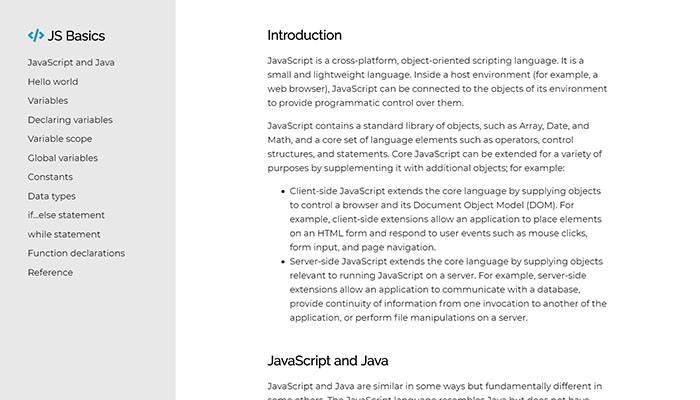 </> JS Basics
JavaScript and Java
Hello world
Variables
Declaring variables
Variable scope
Global variables
Constants
Data types
if...else statement
while statement
Function declarations
Reference
Introduction
JavaScript is a cross-platform, object-oriented scripting language. It is a
small and lightweight language. Inside a host environment (for example, a
web browser), JavaScript can be connected to the objects of its environment
to provide programmatic control over them.
JavaScript contains a standard library of objects, such as Array, Date, and
Math, and a core set of language elements such as operators, control
structures, and statements. Core JavaScript can be extended for a variety of
purposes by supplementing it with additional objects; for example:
• Client-side JavaScript extends the core language by supplying objects
to control a browser and its Document Object Model (DOM). For
example, client-side extensions allow an application to place elements
on an HTML form and respond to user events such as mouse clicks,
form input, and page navigation.
• Server-side JavaScript extends the core language by supplying objects
relevant to running JavaScript on a server. For example, server-side
extensions allow an application to communicate with a database,
provide continuity of information from one invocation to another of the
application, or perform file manipulations on a server.
JavaScript and Java
JavaScript and Java are similar in some ways but fundamentally different in
some others. The JavaScript language resembles Java but does not have